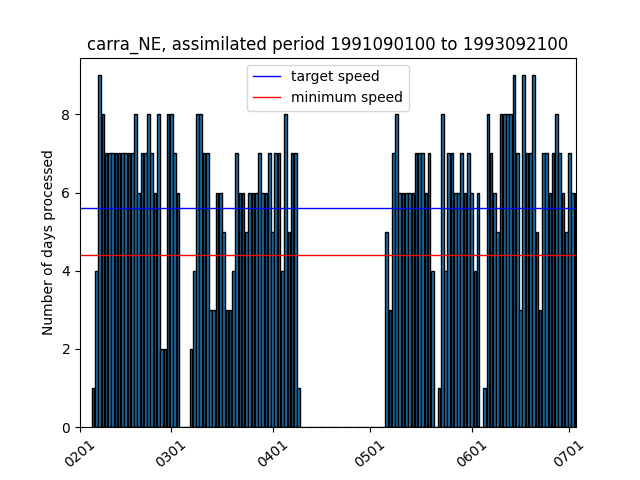 carra_NE, assimilated period 1991090100 to 1993092100
target speed
minimum speed
Number of days processed
8
6
4
2
0
0201
0301
0401
0501
0601
0701